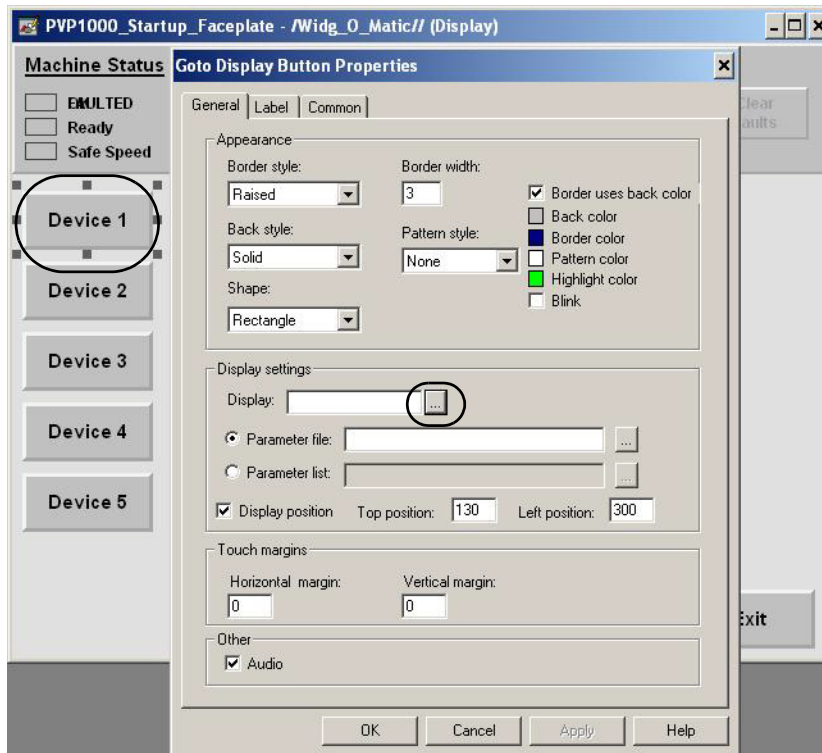 PVP1000_Startup_Faceplate - /Widg_O_Matic// (Display)
Machine Status
FAULTED
Ready
Safe Speed
Clear
Faults
Device 1
Device 2
Device 3
Device 4
Device 5
Exit
Goto Display Button Properties
General
Label
Common
Appearance
Border style:
Raised
Border width:
3
Border uses back color
Back color
Border color
Pattern color
Highlight color
Blink
Back style:
Solid
Pattern style:
None
Shape:
Rectangle
Display settings
Display:
...
Parameter file:
...
Parameter list:
...
Display position
Top position:
130
Left position:
300
Touch margins
Horizontal margin:
0
Vertical margin:
0
Other
Audio
OK
Cancel
Apply
Help